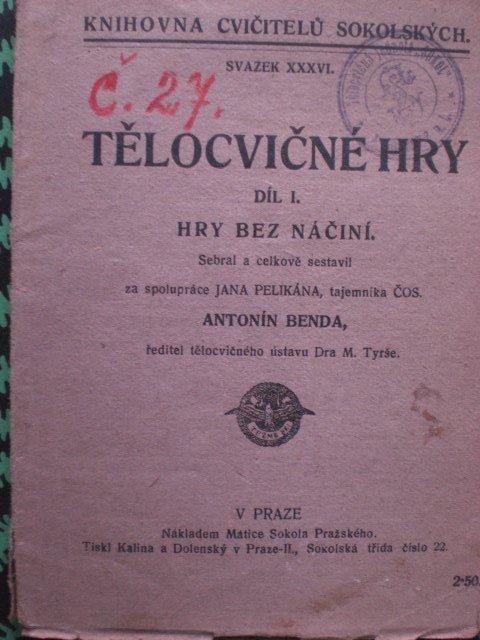 KNIHOVNA CVIČITELŮ SOKOLSKÝCH.
SVAZEK XXXVI.
Č. 27.
TĚLOCVIČNÉ HRY
DÍL I.
HRY BEZ NÁČINÍ.
Sebral a celkově sestavil
za spolupráce JANA PELIKÁNA, tajemníka ČOS.
ANTONÍN BENDA,
ředitel tělocvičného ústavu Dra M. Tyrše.
V PRAZE
Nákladem Matice Sokola Pražského.
Tiskl Kalina a Dolenský v Praze-II., Sokolská třída číslo 22.
2·50.